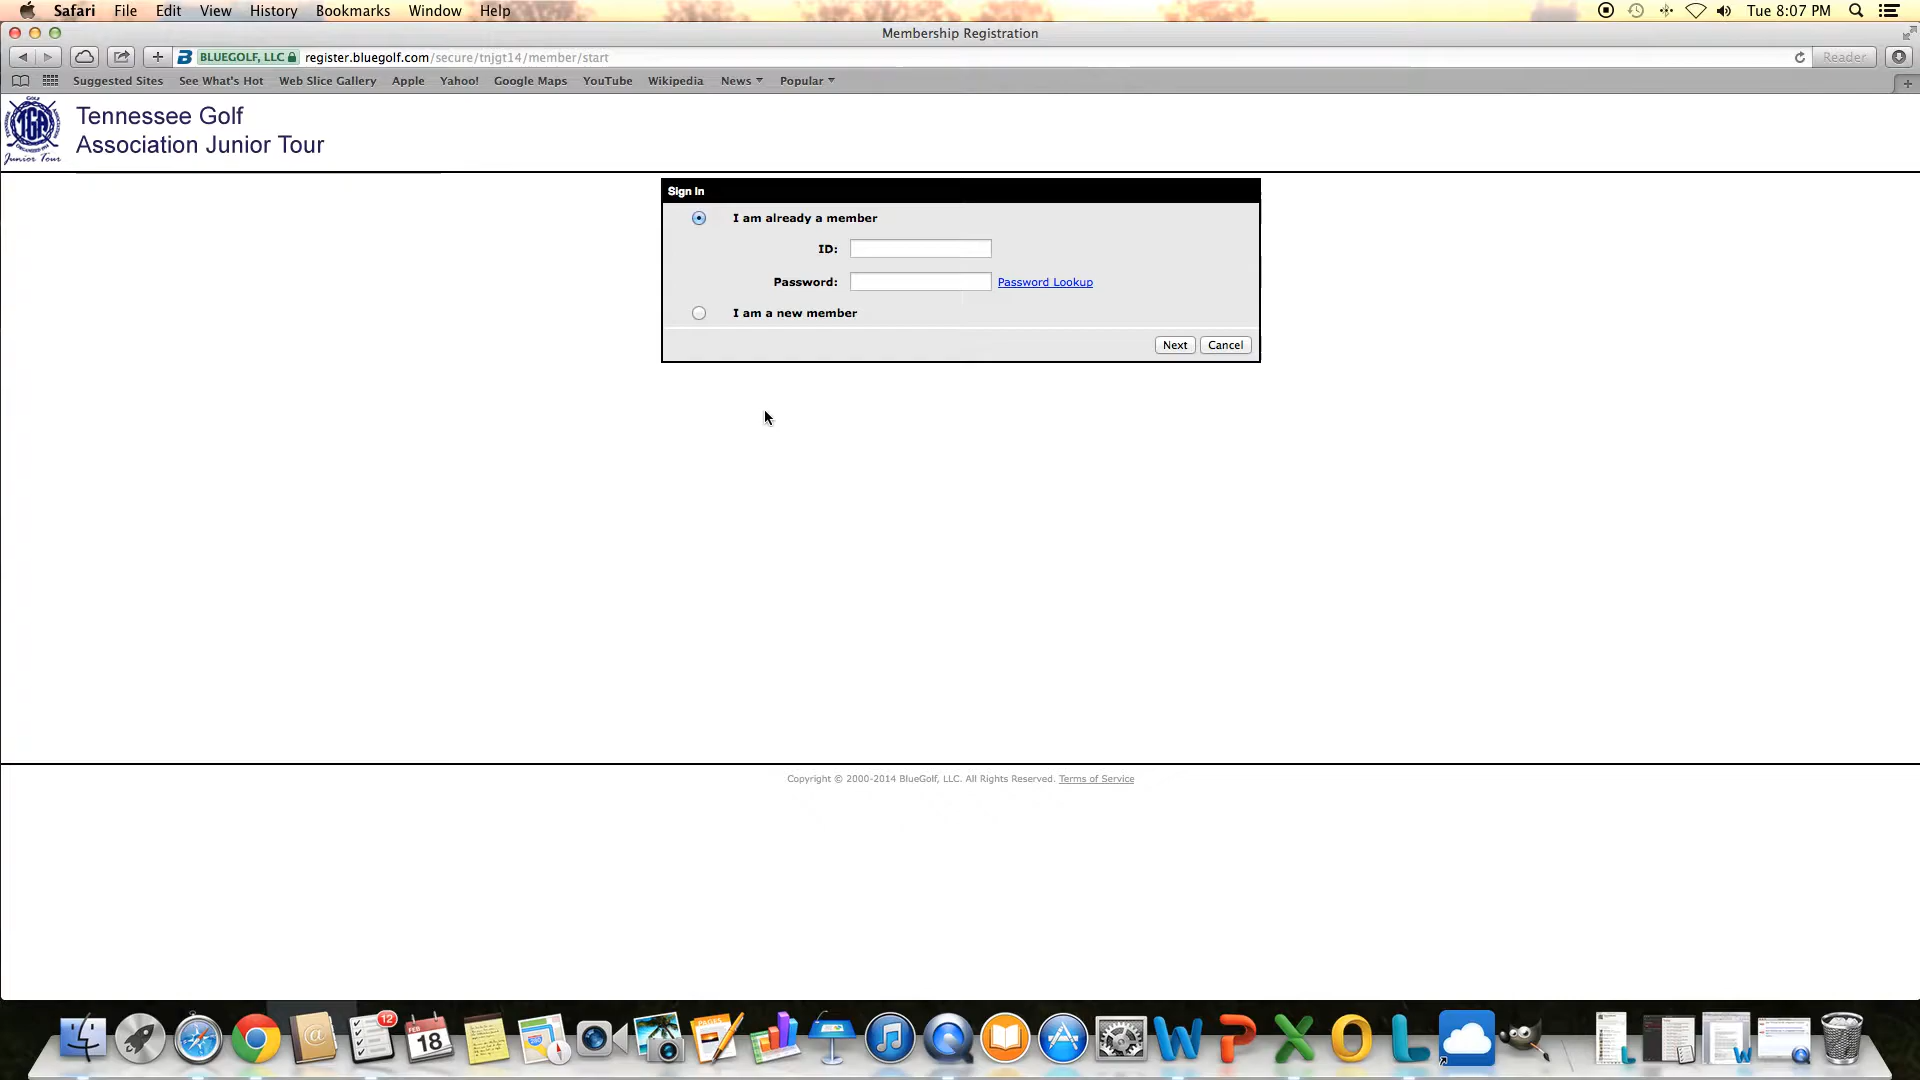 Safari File Edit View History Bookmarks Window Help Tue 8:07 PM
Membership Registration
BLUEGOLF, LLC register.bluegolf.com/secure/tnjgt14/member/start Reader
Suggested Sites See What's Hot Web Slice Gallery Apple Yahoo! Google Maps YouTube Wikipedia News Popular
TGA
Junior Tour
Tennessee Golf
Association Junior Tour
Sign In
I am already a member
ID:
Password: Password Lookup
I am a new member
Next Cancel
Copyright © 2000-2014 BlueGolf, LLC. All Rights Reserved. Terms of Service
12
FEB
18
PAGES